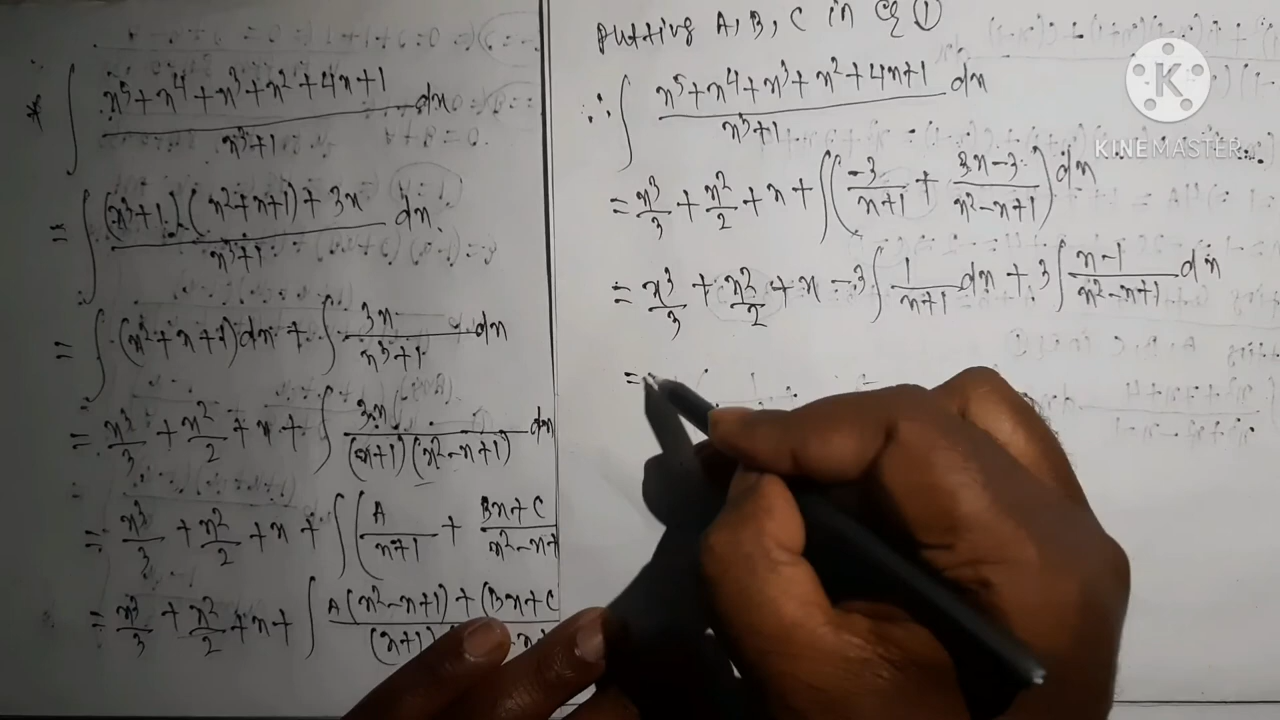 * ∫ (x⁵+x⁴+x³+x²+4x+1)/(x³+1) dx
= ∫ ((x³+1)(x²+x+1)+3x)/(x³+1) dx
= ∫ (x²+x+1)dx + ∫ 3x/(x³+1) dx
= x³/3 + x²/2 + x + ∫ 3x/((x+1)(x²-x+1)) dx
= x³/3 + x²/2 + x + ∫ (A/(x+1) + (Bx+C)/(x²-x+
= x³/3 + x²/2 + x + ∫ (A(x²-x+1)+(Bx+C
putting A, B, C in eq ①
∴ ∫ (x⁵+x⁴+x³+x²+4x+1)/(x³+1) dx
= x³/3 + x²/2 + x + ∫ (-3/(x+1) + (3x-3)/(x²-x+1)) dx
= x³/3 + x²/2 + x - 3 ∫ 1/(x+1) dx + 3 ∫ (x-1)/(x²-x+1) dx
=
K
KINEMASTER